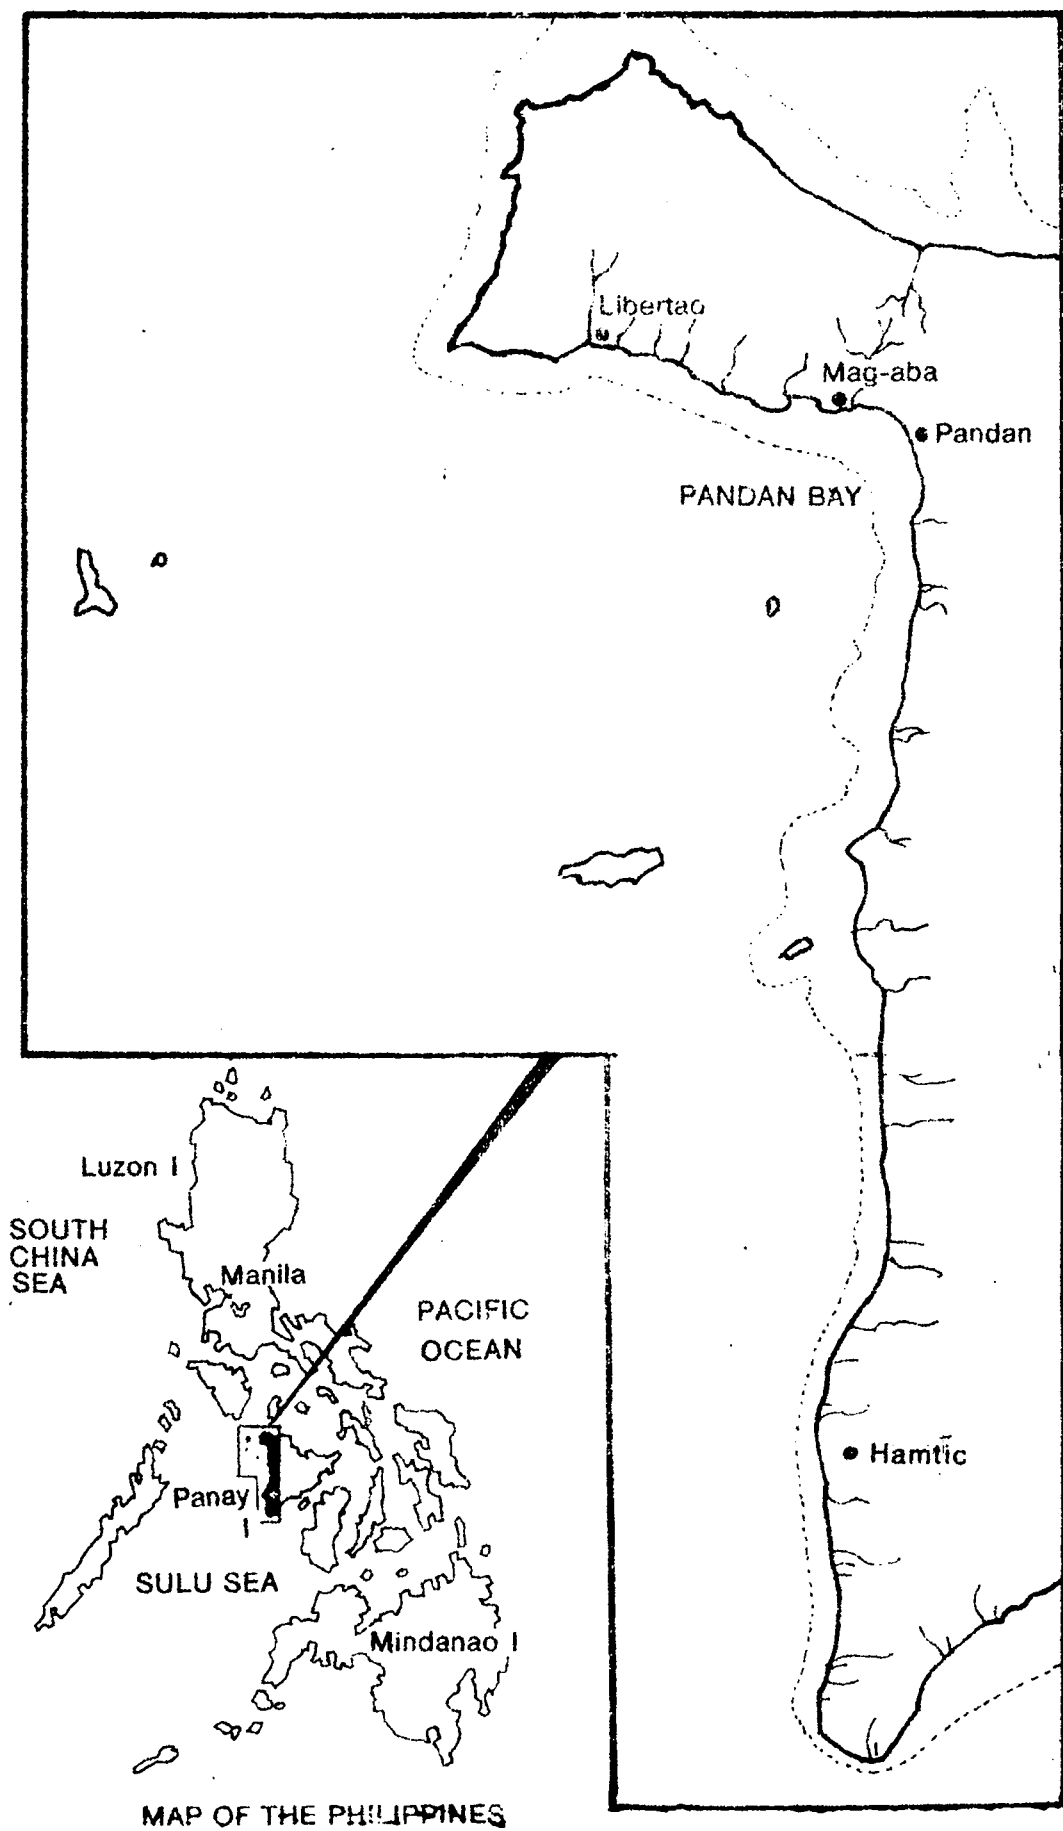 Libertao
Mag-aba
Pandan
PANDAN BAY
Luzon I
SOUTH
CHINA
SEA
Manila
PACIFIC
OCEAN
Hamtic
Panay
I
SULU SEA
Mindanao I
MAP OF THE PHILIPPINES